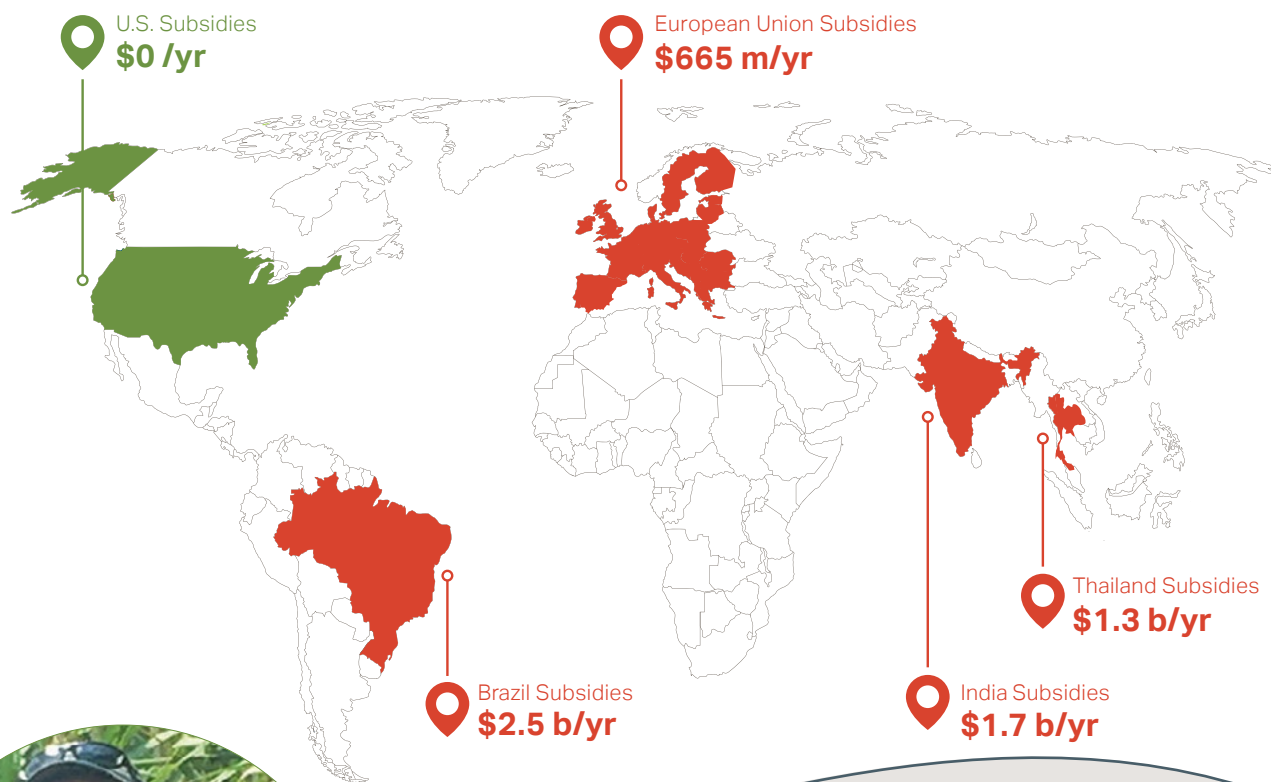 U.S. Subsidies
$0 /yr
European Union Subsidies
$665 m/yr
Thailand Subsidies
$1.3 b/yr
Brazil Subsidies
$2.5 b/yr
India Subsidies
$1.7 b/yr